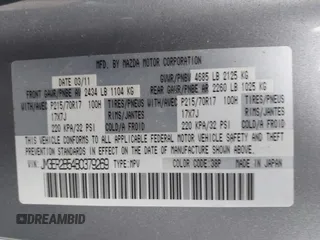 MFD. BY MAZDA MOTOR CORPORATION
DATE 03/11
GVWR/PNBV 4685 LB 2125 KG
FRONT GAWR/PNBE AV 2434 LB 1104 KG
REAR GAWR/PNBE AR 2260 LB 1025 KG
WITH/AVEC P215/70R17 100H TIRES/PNEUS WITH/AVEC P215/70R17 100H TIRES/PNEUS
17X7J RIMS/JANTES 17X7J RIMS/JANTES
220 KPA/32 PSI COLD/A FROID 220 KPA/32 PSI COLD/A FROID
THIS VEHICLE CONFORMS TO ALL APPLICABLE FEDERAL MOTOR VEHICLE SAFETY
AND THEFT PREVENTION STANDARDS IN EFFECT ON THE DATE OF MANUFACTURE
SHOWN ABOVE.
VIN: JM3ER2B54B0379269 TYPE:MPV
COLOR CODE:38P MADE IN JAPAN
DREAMBID